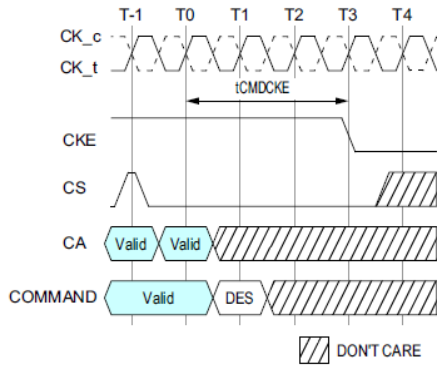 T-1 T0 T1 T2 T3 T4
CK_c
CK_t
tCMDCKE
CKE
CS
CA Valid Valid
COMMAND Valid DES
DON'T CARE